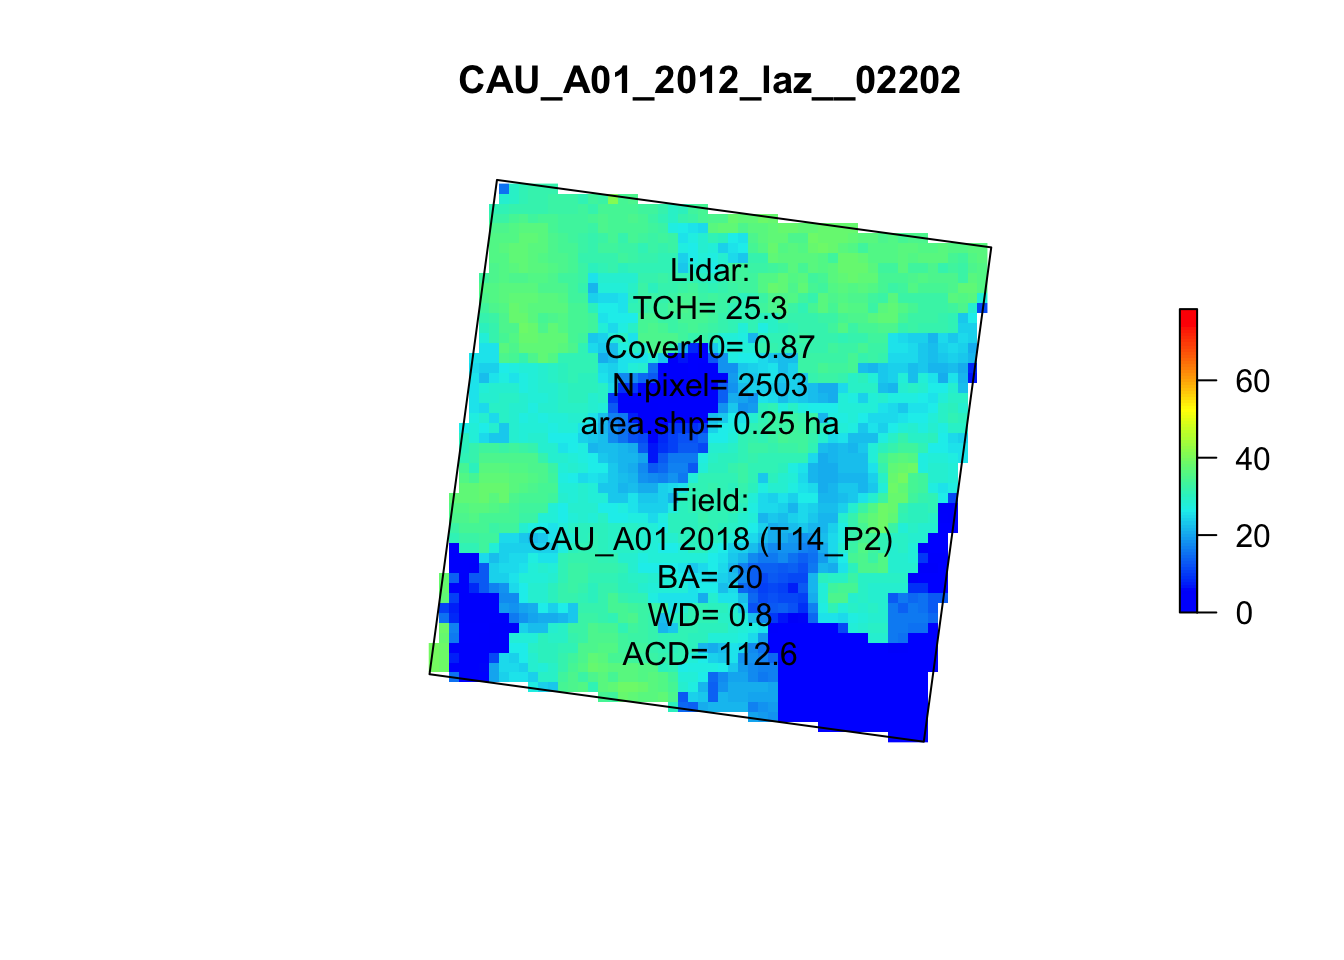 CAU_A01_2012_laz__02202
Lidar:
TCH= 25.3
Cover10= 0.87
N.pixel= 2503
area.shp= 0.25 ha
Field:
CAU_A01 2018 (T14_P2)
BA= 20
WD= 0.8
ACD= 112.6
60
40
20
0